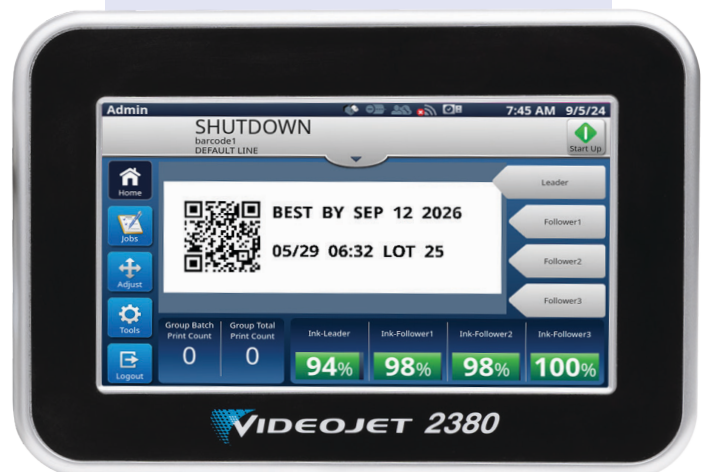 Admin
7:45 AM 9/5/24
SHUTDOWN
barcode1
DEFAULT LINE
Start Up
Home
Jobs
Adjust
Tools
Logout
BEST BY SEP 12 2026
05/29 06:32 LOT 25
Leader
Follower1
Follower2
Follower3
Group Batch
Print Count
0
Group Total
Print Count
0
Ink-Leader
94%
Ink-Follower1
98%
Ink-Follower2
98%
Ink-Follower3
100%
VIDEOJET 2380